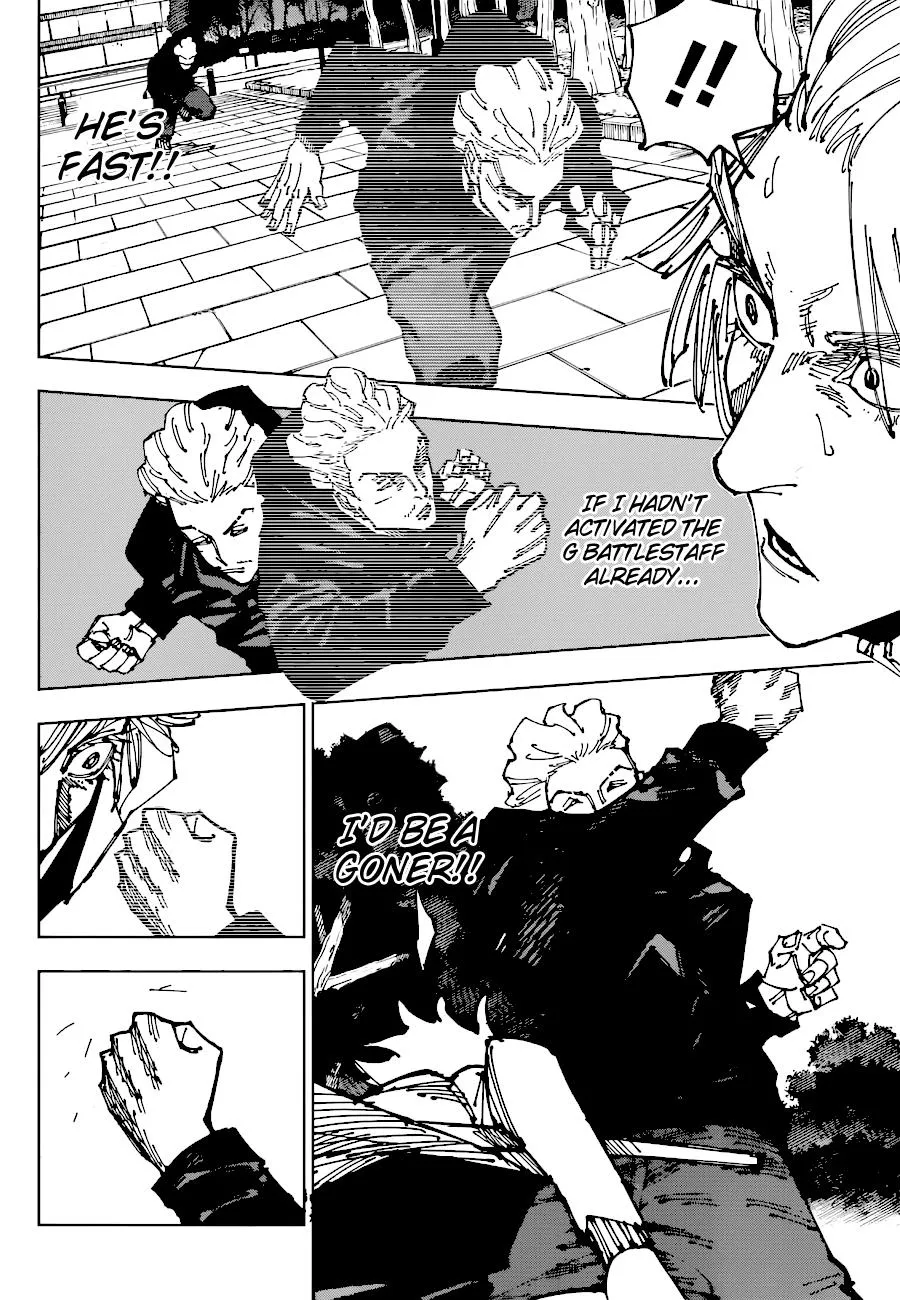 !!
HE'S
FAST!!
IF I HADN'T
ACTIVATED THE
G BATTLESTAFF
ALREADY...
I'D BE A
GONER!!